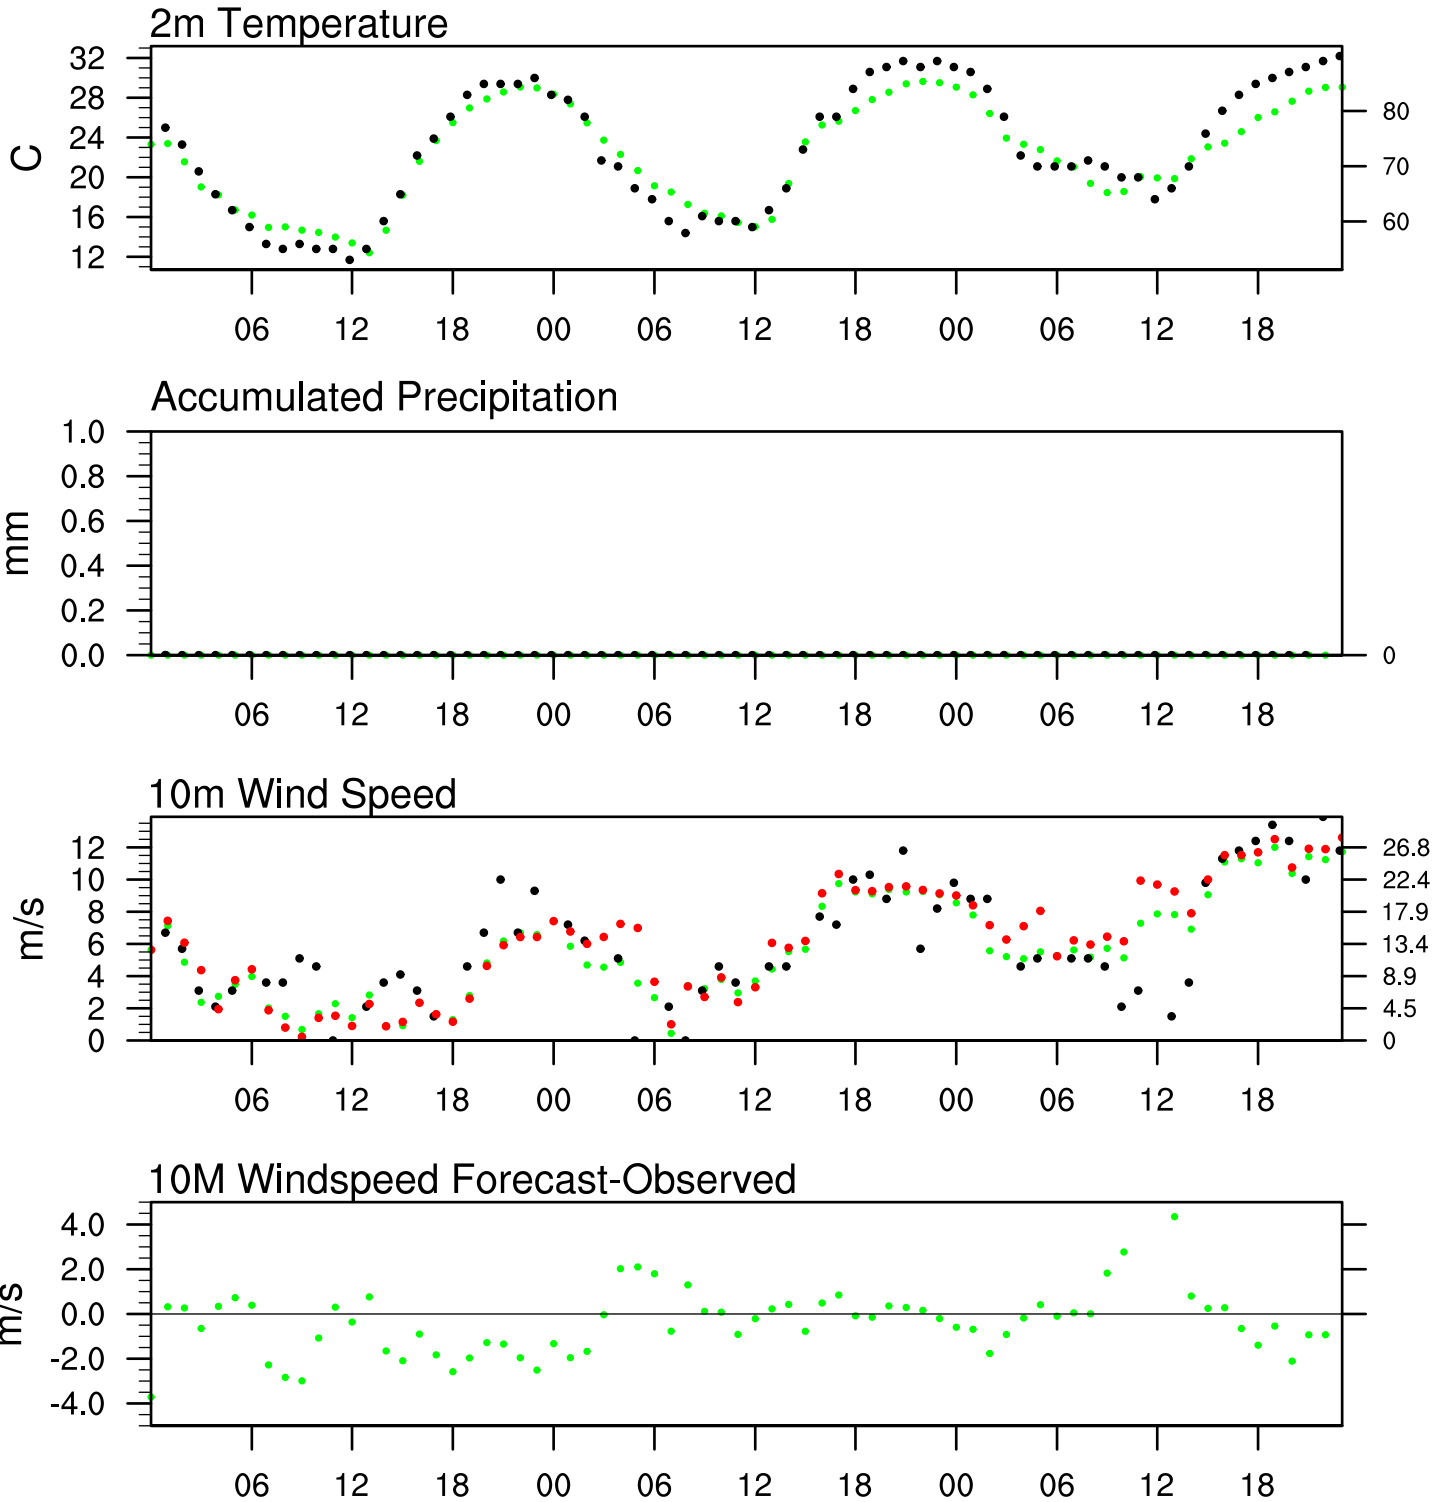 2m Temperature
32
28
24
20
16
12
C
80
70
60
06 12 18 00 06 12 18 00 06 12 18
Accumulated Precipitation
1.0
0.8
0.6
0.4
0.2
0.0
mm
0
06 12 18 00 06 12 18 00 06 12 18
10m Wind Speed
12
10
8
6
4
2
0
m/s
26.8
22.4
17.9
13.4
8.9
4.5
0
06 12 18 00 06 12 18 00 06 12 18
10M Windspeed Forecast-Observed
4.0
2.0
0.0
-2.0
-4.0
m/s
06 12 18 00 06 12 18 00 06 12 18